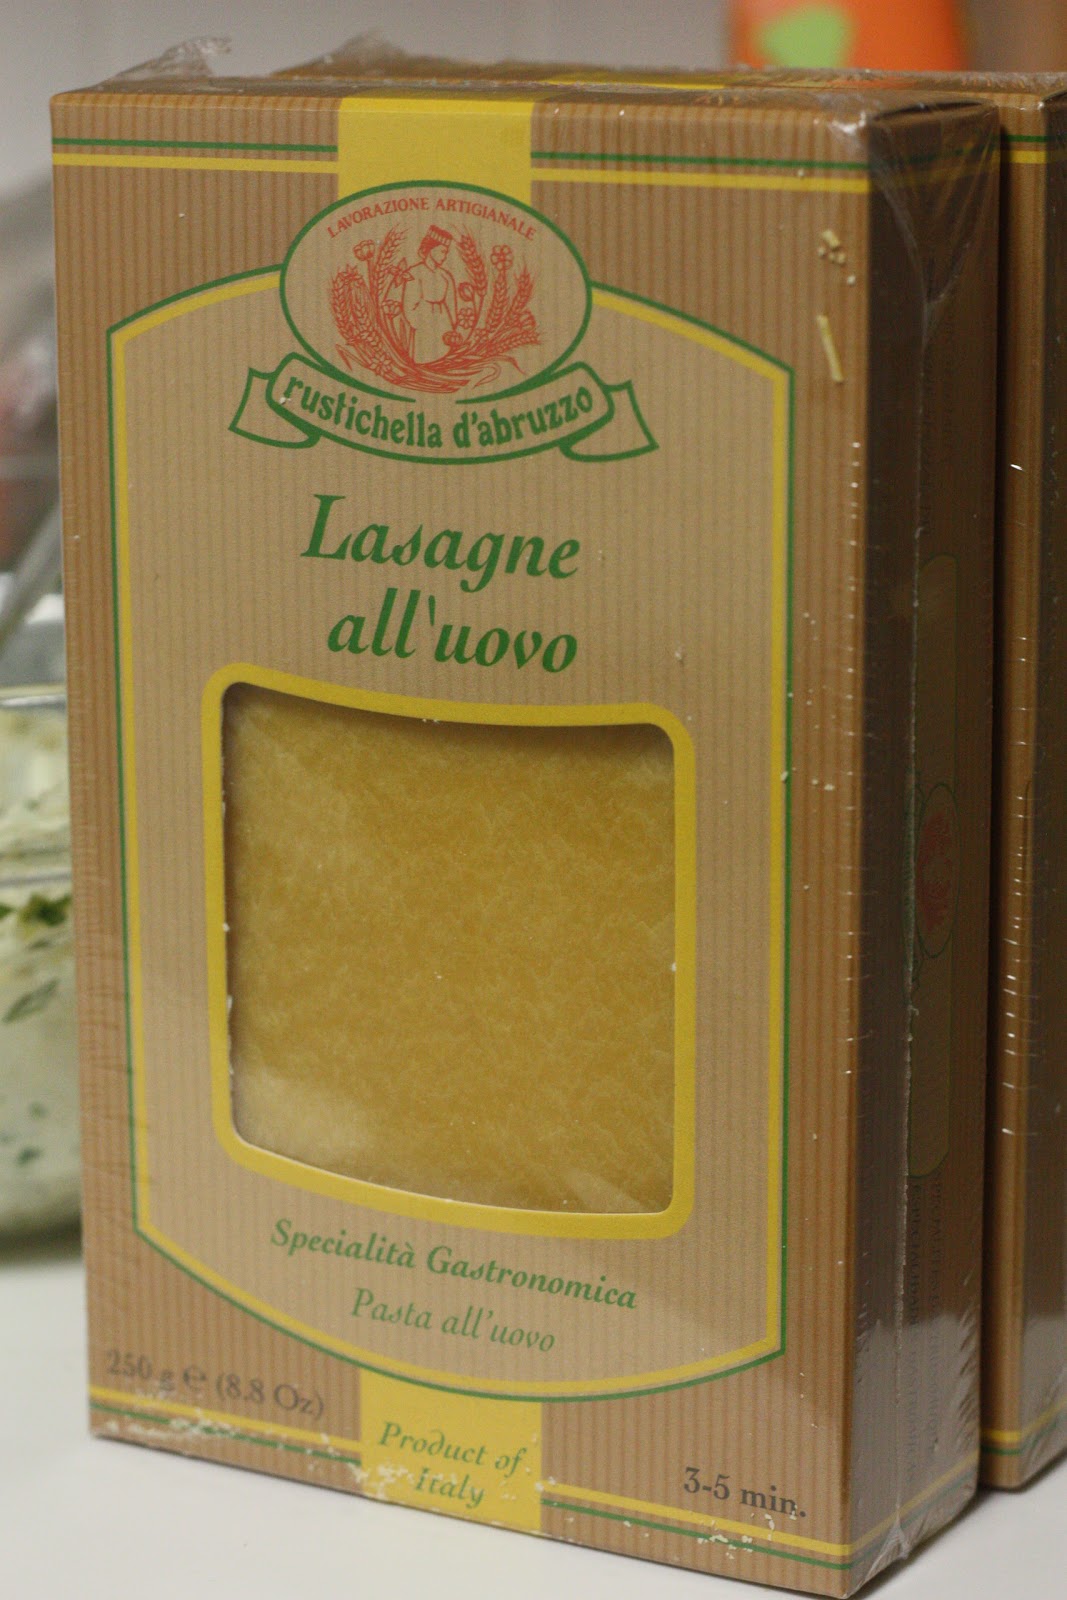 LAVORAZIONE ARTIGIANALE
rustichella d'abruzzo
Lasagne
all'uovo
Specialità Gastronomica
Pasta all'uovo
250 g ℮ (8.8 Oz)
Product of
Italy
3-5 min.